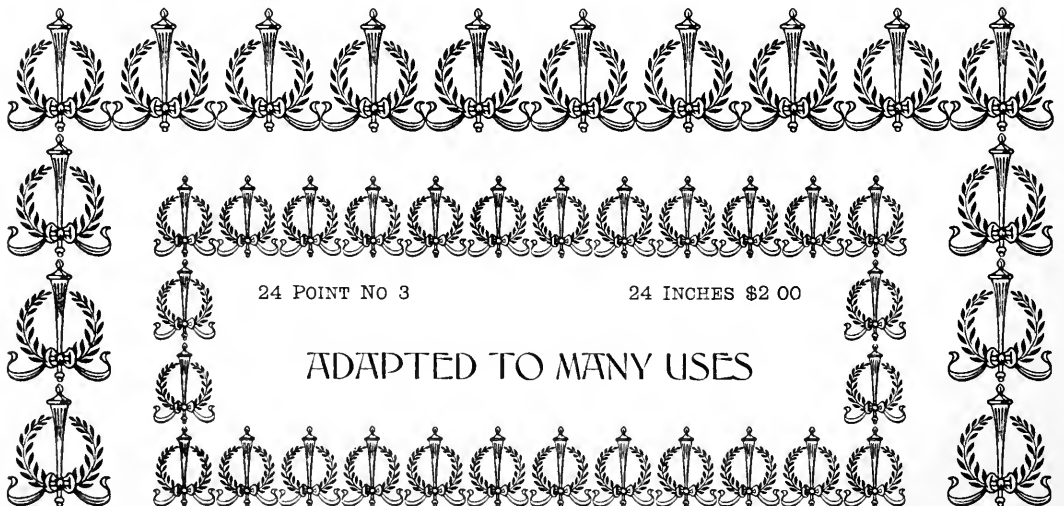 24 POINT NO 3 24 INCHES $2 00
ADAPTED TO MANY USES